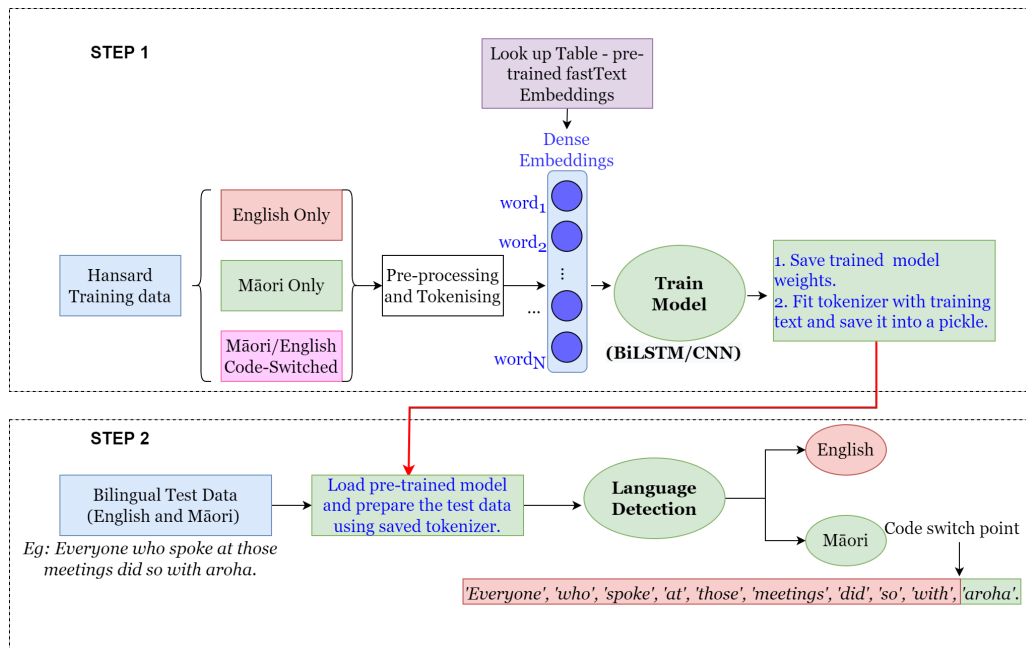 STEP 1
Look up Table - pre-
trained fastText
Embeddings
Dense
Embeddings
English Only
Hansard
Training data
Māori Only
Māori/English
Code-Switched
Pre-processing
and Tokenising
word1
word2
...
...
wordN
Train
Model
(BiLSTM/CNN)
1. Save trained model
weights.
2. Fit tokenizer with training
text and save it into a pickle.
STEP 2
Bilingual Test Data
(English and Māori)
Eg: Everyone who spoke at those
meetings did so with aroha.
Load pre-trained model
and prepare the test data
using saved tokenizer.
Language
Detection
English
Māori
Code switch point
'Everyone', 'who', 'spoke', 'at', 'those', 'meetings', 'did', 'so', 'with', 'aroha'.